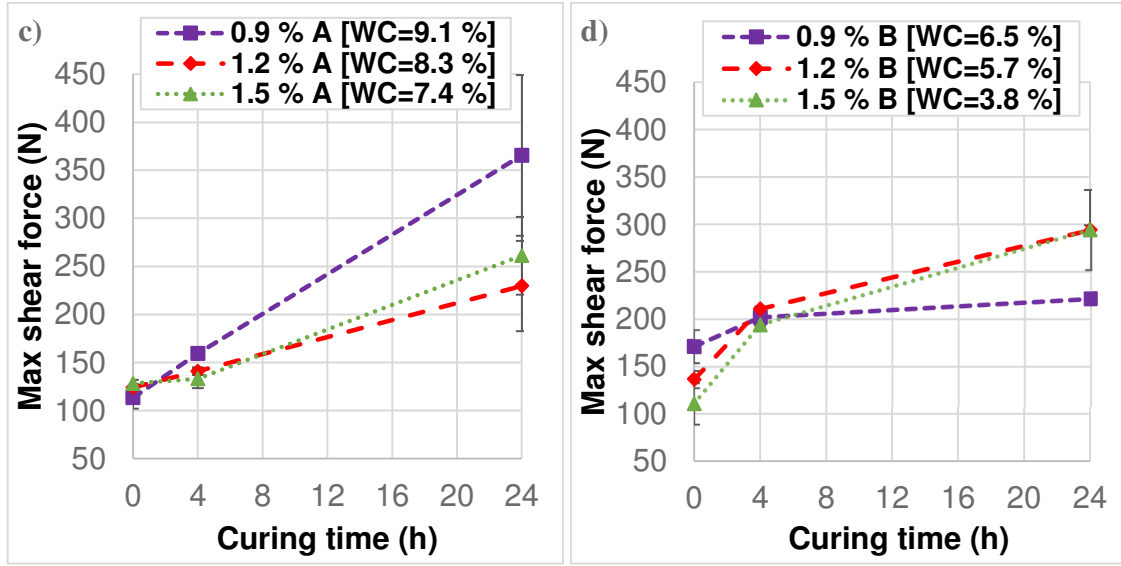 c)
0.9 % A [WC=9.1 %]
1.2 % A [WC=8.3 %]
1.5 % A [WC=7.4 %]
Max shear force (N)
450
400
350
300
250
200
150
100
50
0 4 8 12 16 20 24
Curing time (h)
d)
0.9 % B [WC=6.5 %]
1.2 % B [WC=5.7 %]
1.5 % B [WC=3.8 %]
Max shear force (N)
450
400
350
300
250
200
150
100
50
0 4 8 12 16 20 24
Curing time (h)